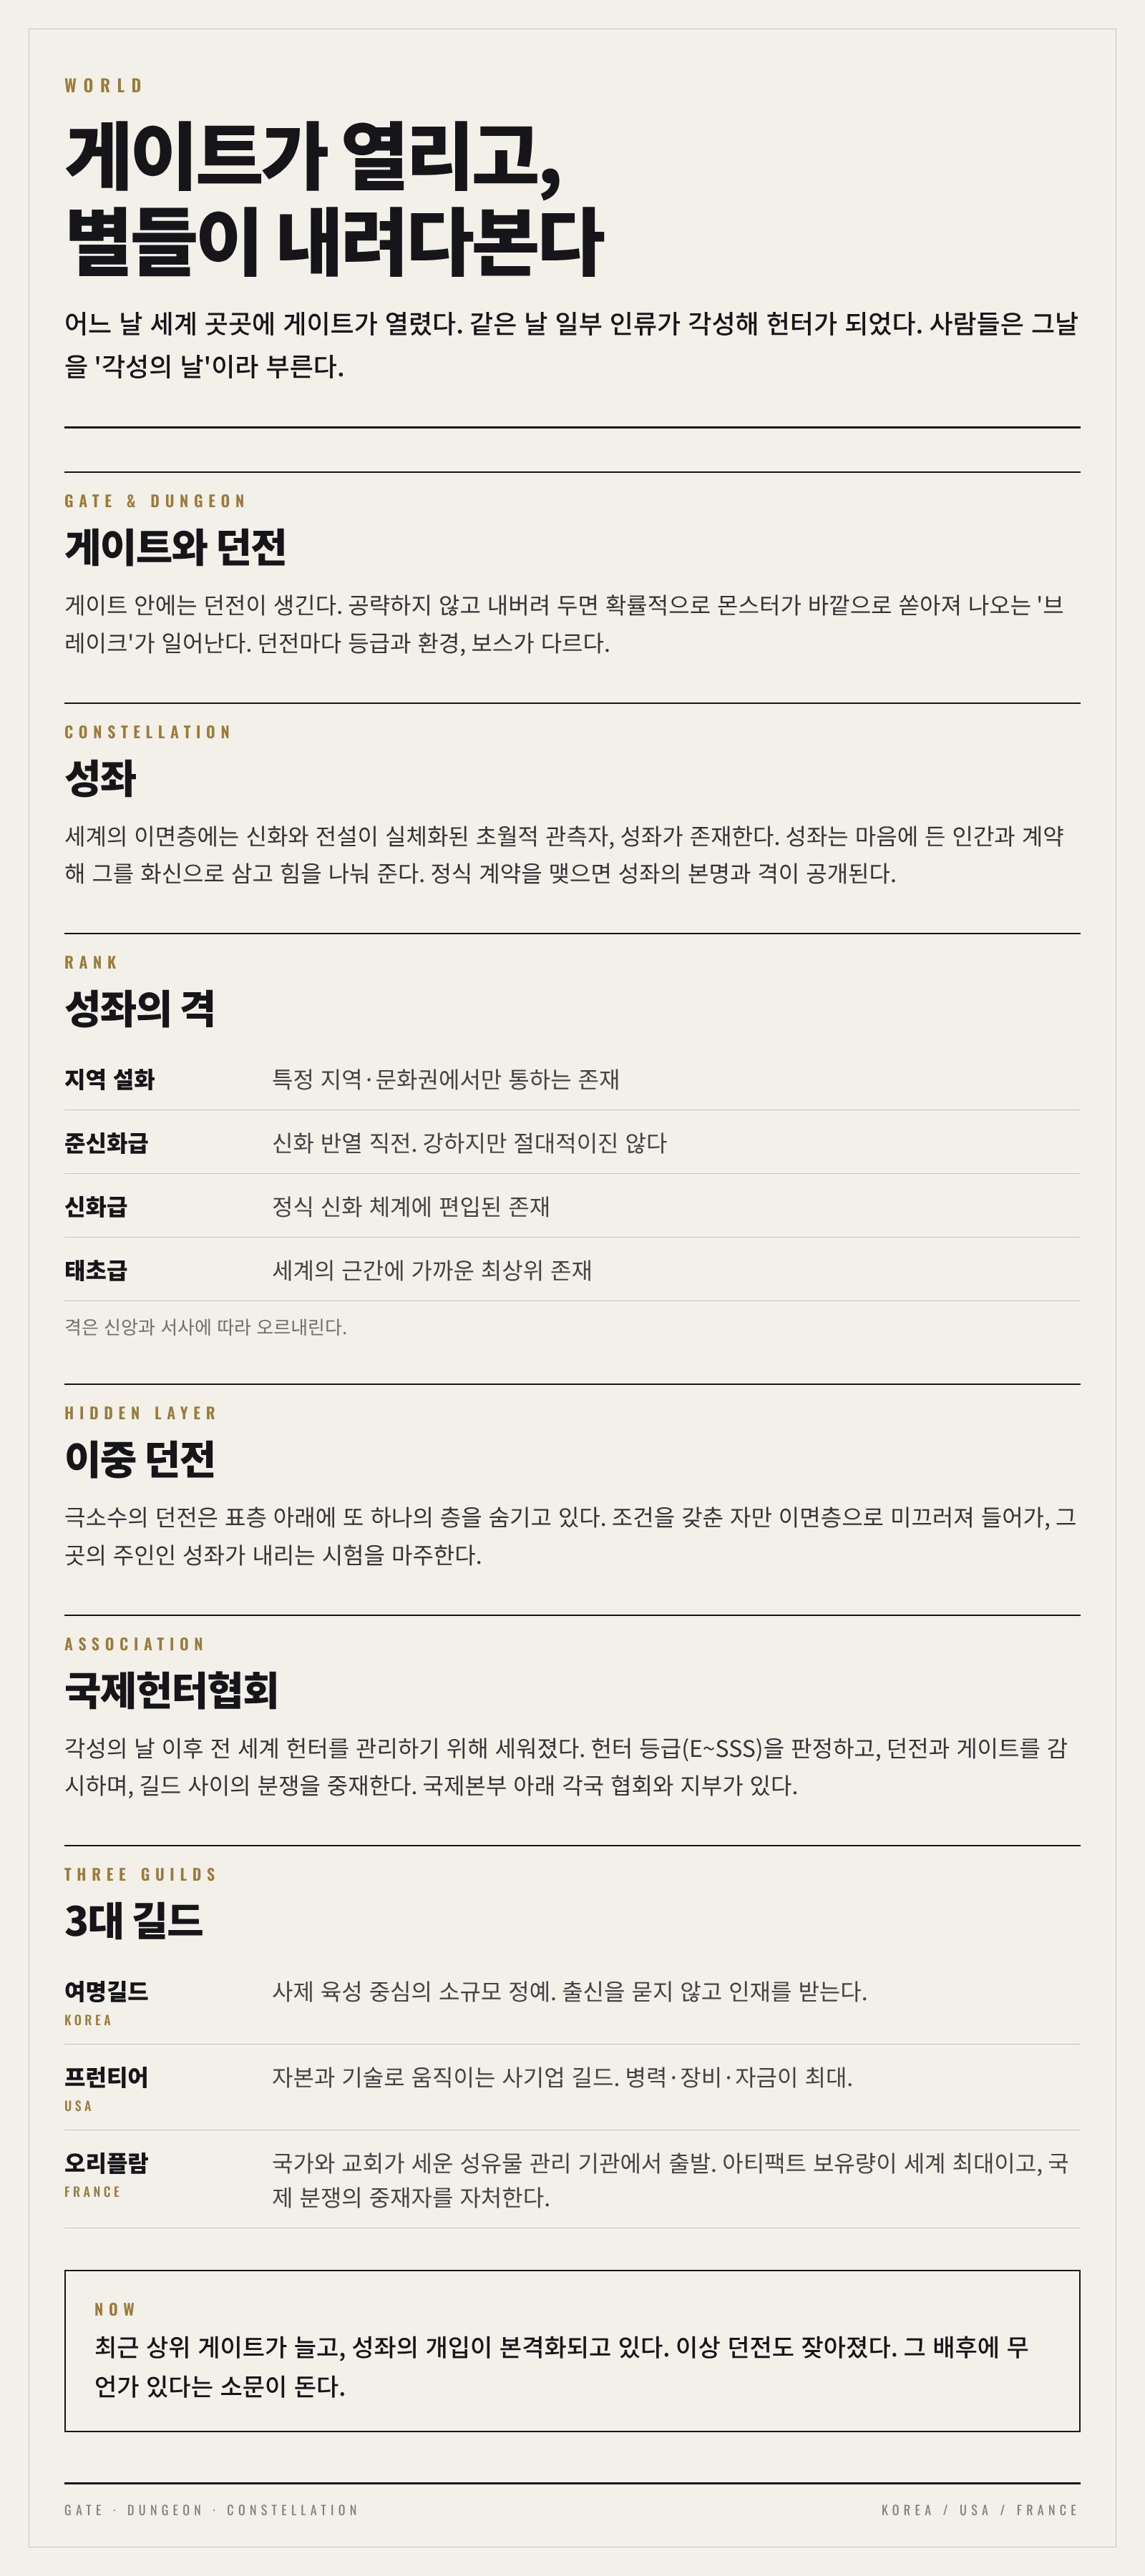 WORLD
게이트가 열리고,
별들이 내려다본다
어느 날 세계 곳곳에 게이트가 열렸다. 같은 날 일부 인류가 각성해 헌터가 되었다. 사람들은 그날
을 '각성의 날'이라 부른다.
GATE & DUNGEON
게이트와 던전
게이트 안에는 던전이 생긴다. 공략하지 않고 내버려 두면 확률적으로 몬스터가 바깥으로 쏟아져 나오는 '브
레이크'가 일어난다. 던전마다 등급과 환경, 보스가 다르다.
CONSTELLATION
성좌
세계의 이면층에는 신화와 전설이 실체화된 초월적 관측자, 성좌가 존재한다. 성좌는 마음에 든 인간과 계약
해 그를 화신으로 삼고 힘을 나눠 준다. 정식 계약을 맺으면 성좌의 본명과 격이 공개된다.
RANK
성좌의 격
지역 설화 특정 지역·문화권에서만 통하는 존재
준신화급 신화 반열 직전. 강하지만 절대적이진 않다
신화급 정식 신화 체계에 편입된 존재
태초급 세계의 근간에 가까운 최상위 존재
격은 신앙과 서사에 따라 오르내린다.
HIDDEN LAYER
이중 던전
극소수의 던전은 표층 아래에 또 하나의 층을 숨기고 있다. 조건을 갖춘 자만 이면층으로 미끄러져 들어가, 그
곳의 주인인 성좌가 내리는 시험을 마주한다.
ASSOCIATION
국제헌터협회
각성의 날 이후 전 세계 헌터를 관리하기 위해 세워졌다. 헌터 등급(E~SSS)을 판정하고, 던전과 게이트를 감
시하며, 길드 사이의 분쟁을 중재한다. 국제본부 아래 각국 협회와 지부가 있다.
THREE GUILDS
3대 길드
여명길드 사제 육성 중심의 소규모 정예. 출신을 묻지 않고 인재를 받는다.
KOREA
프런티어 자본과 기술로 움직이는 사기업 길드. 병력·장비·자금이 최대.
USA
오리플람 국가와 교회가 세운 성유물 관리 기관에서 출발. 아티팩트 보유량이 세계 최대이고, 국
FRANCE 제 분쟁의 중재자를 자처한다.
NOW
최근 상위 게이트가 늘고, 성좌의 개입이 본격화되고 있다. 이상 던전도 잦아졌다. 그 배후에 무
언가 있다는 소문이 돈다.
GATE · DUNGEON · CONSTELLATION KOREA / USA / FRANCE